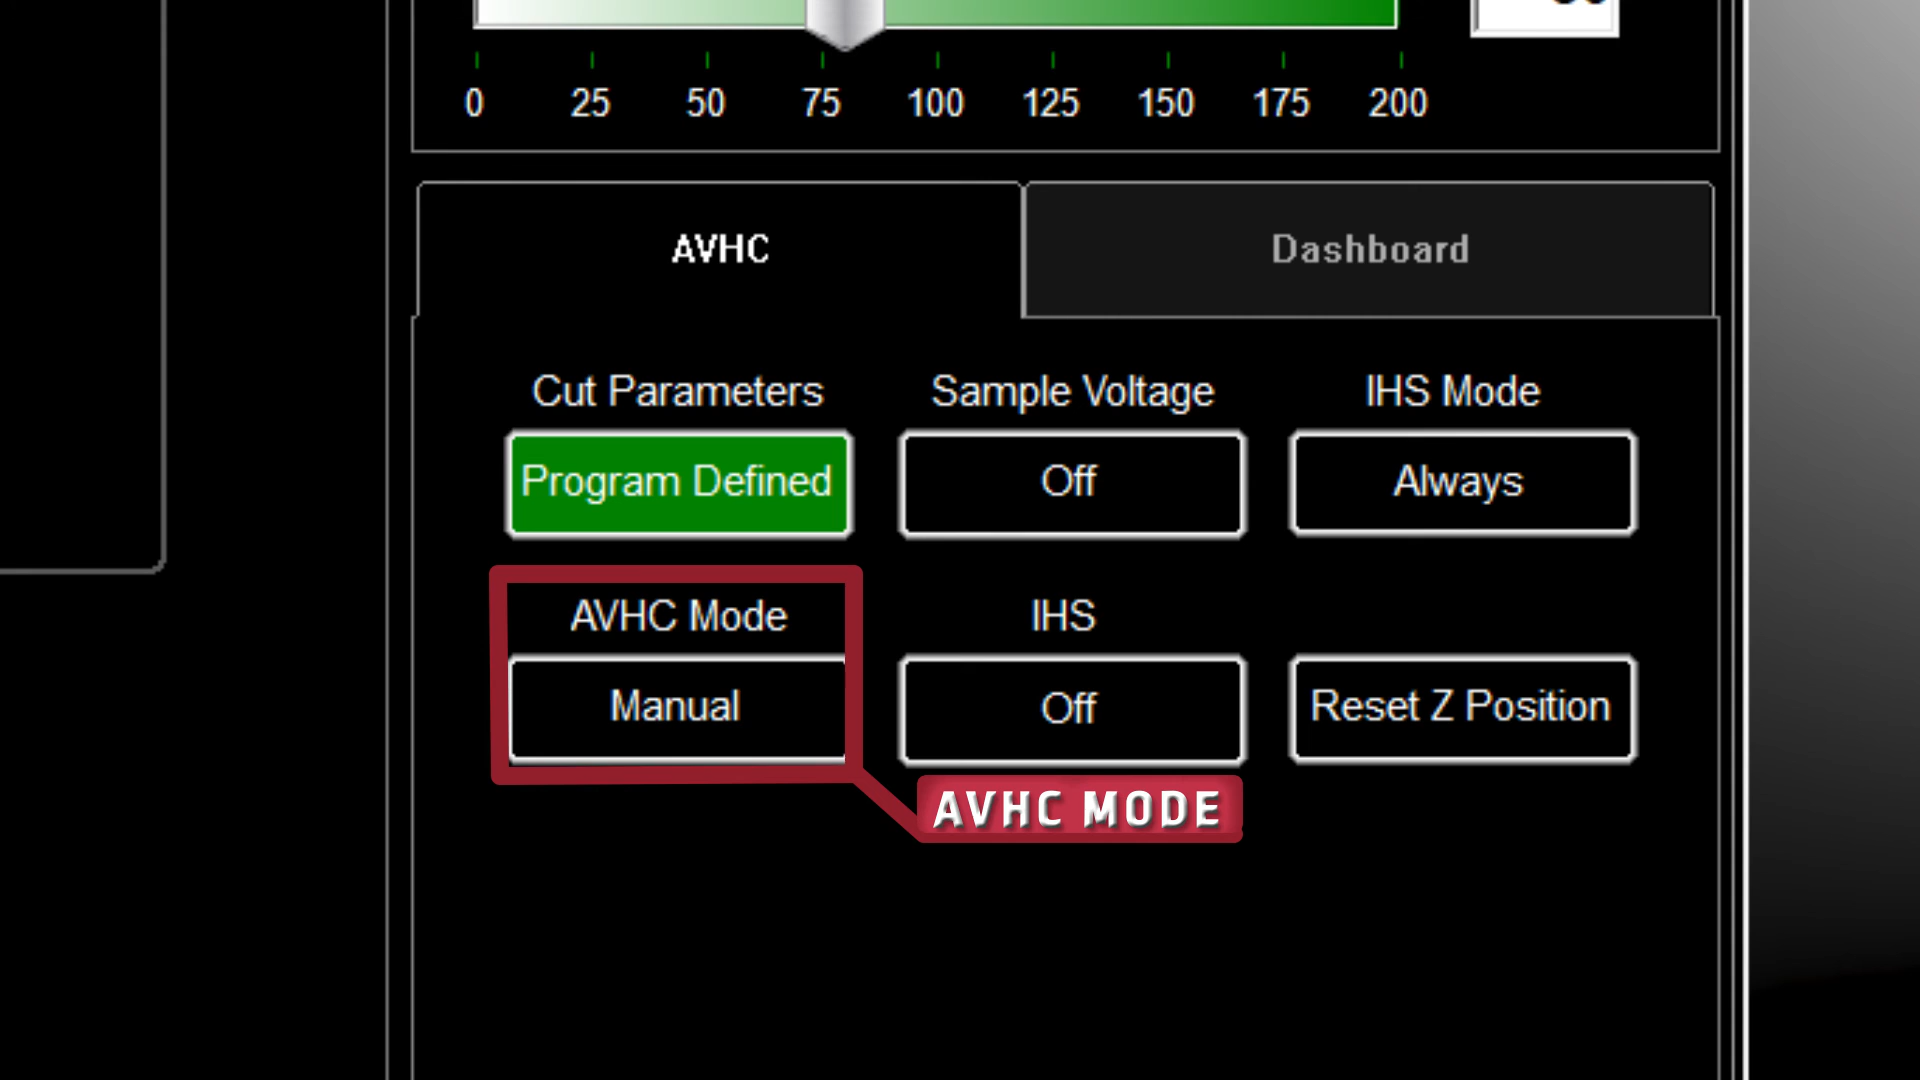 0 25 50 75 100 125 150 175 200
AVHC Dashboard
Cut Parameters Sample Voltage IHS Mode
Program Defined Off Always
AVHC Mode IHS
Manual Off Reset Z Position
AVHC MODE